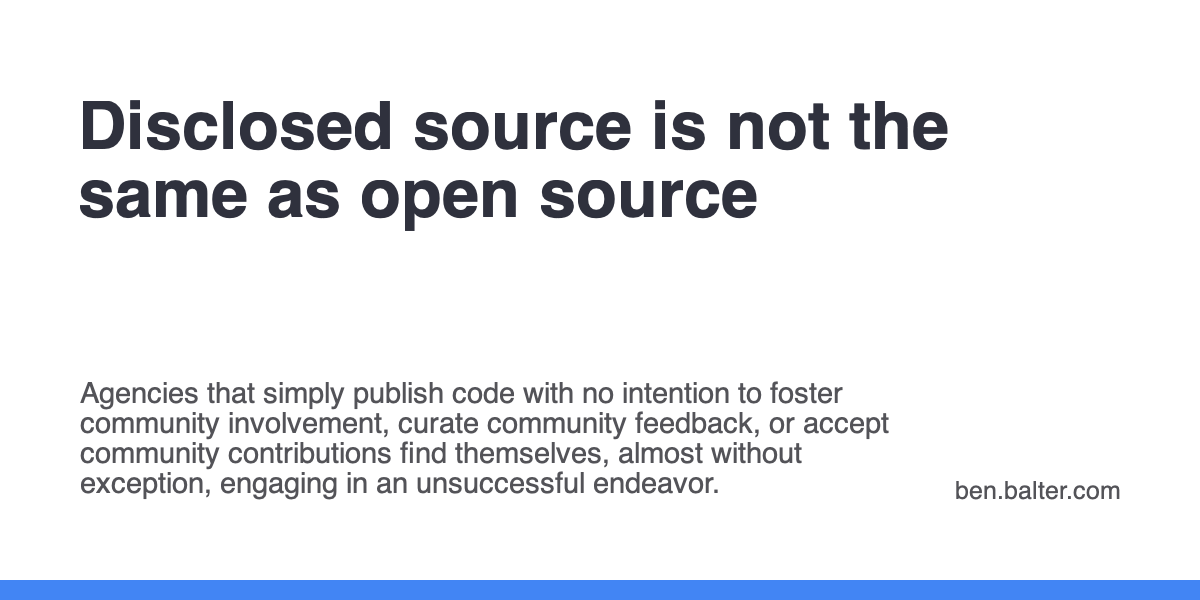 Disclosed source is not the
same as open source
Agencies that simply publish code with no intention to foster
community involvement, curate community feedback, or accept
community contributions find themselves, almost without
exception, engaging in an unsuccessful endeavor.
ben.balter.com